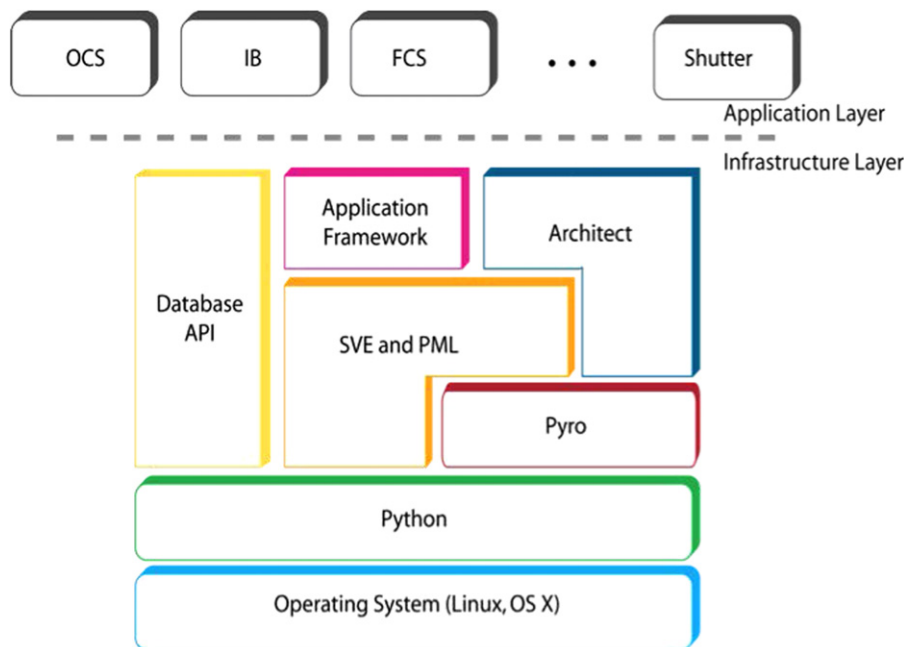 OCS
IB
FCS
...
Shutter
Application Layer
Infrastructure Layer
Application
Framework
Architect
Database
API
SVE and PML
Pyro
Python
Operating System (Linux, OS X)